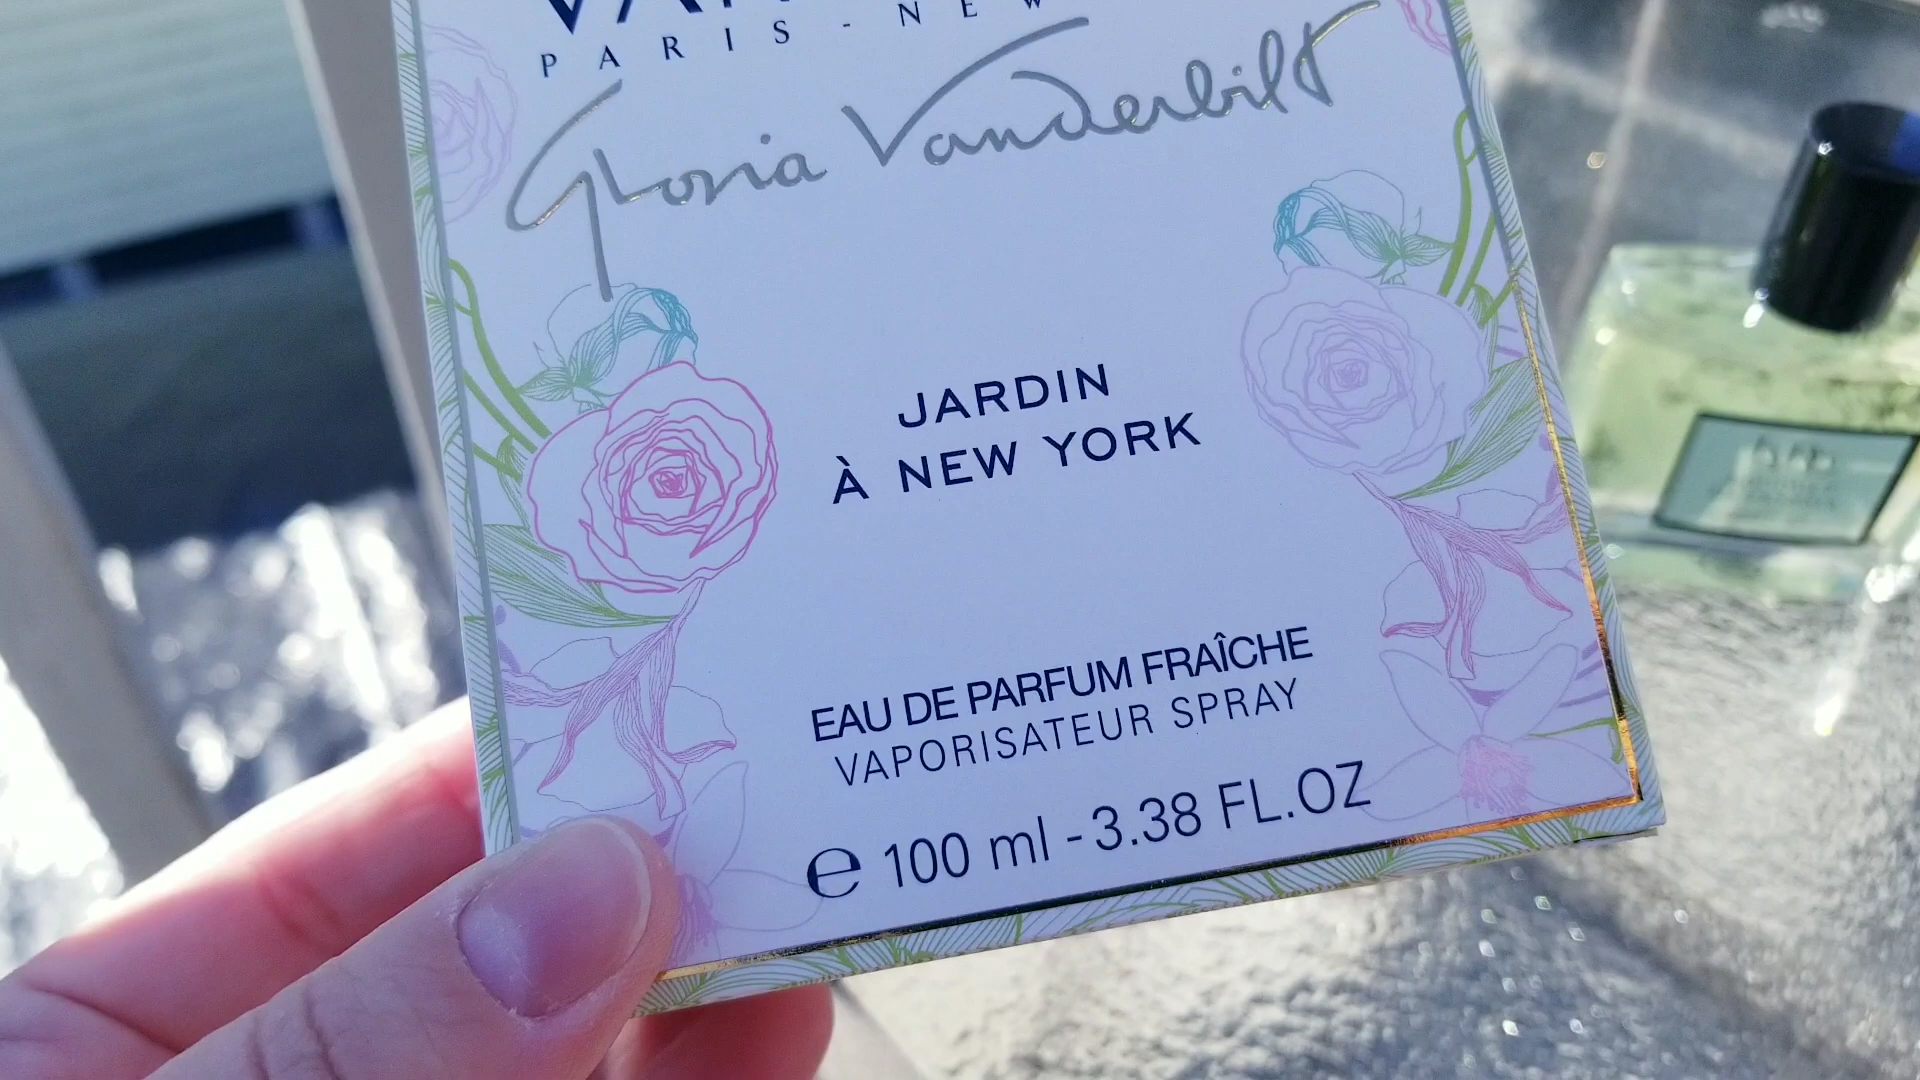 PARIS - NEW
Gloria Vanderbilt
JARDIN
À NEW YORK
EAU DE PARFUM FRAÎCHE
VAPORISATEUR SPRAY
℮ 100 ml - 3.38 FL.OZ